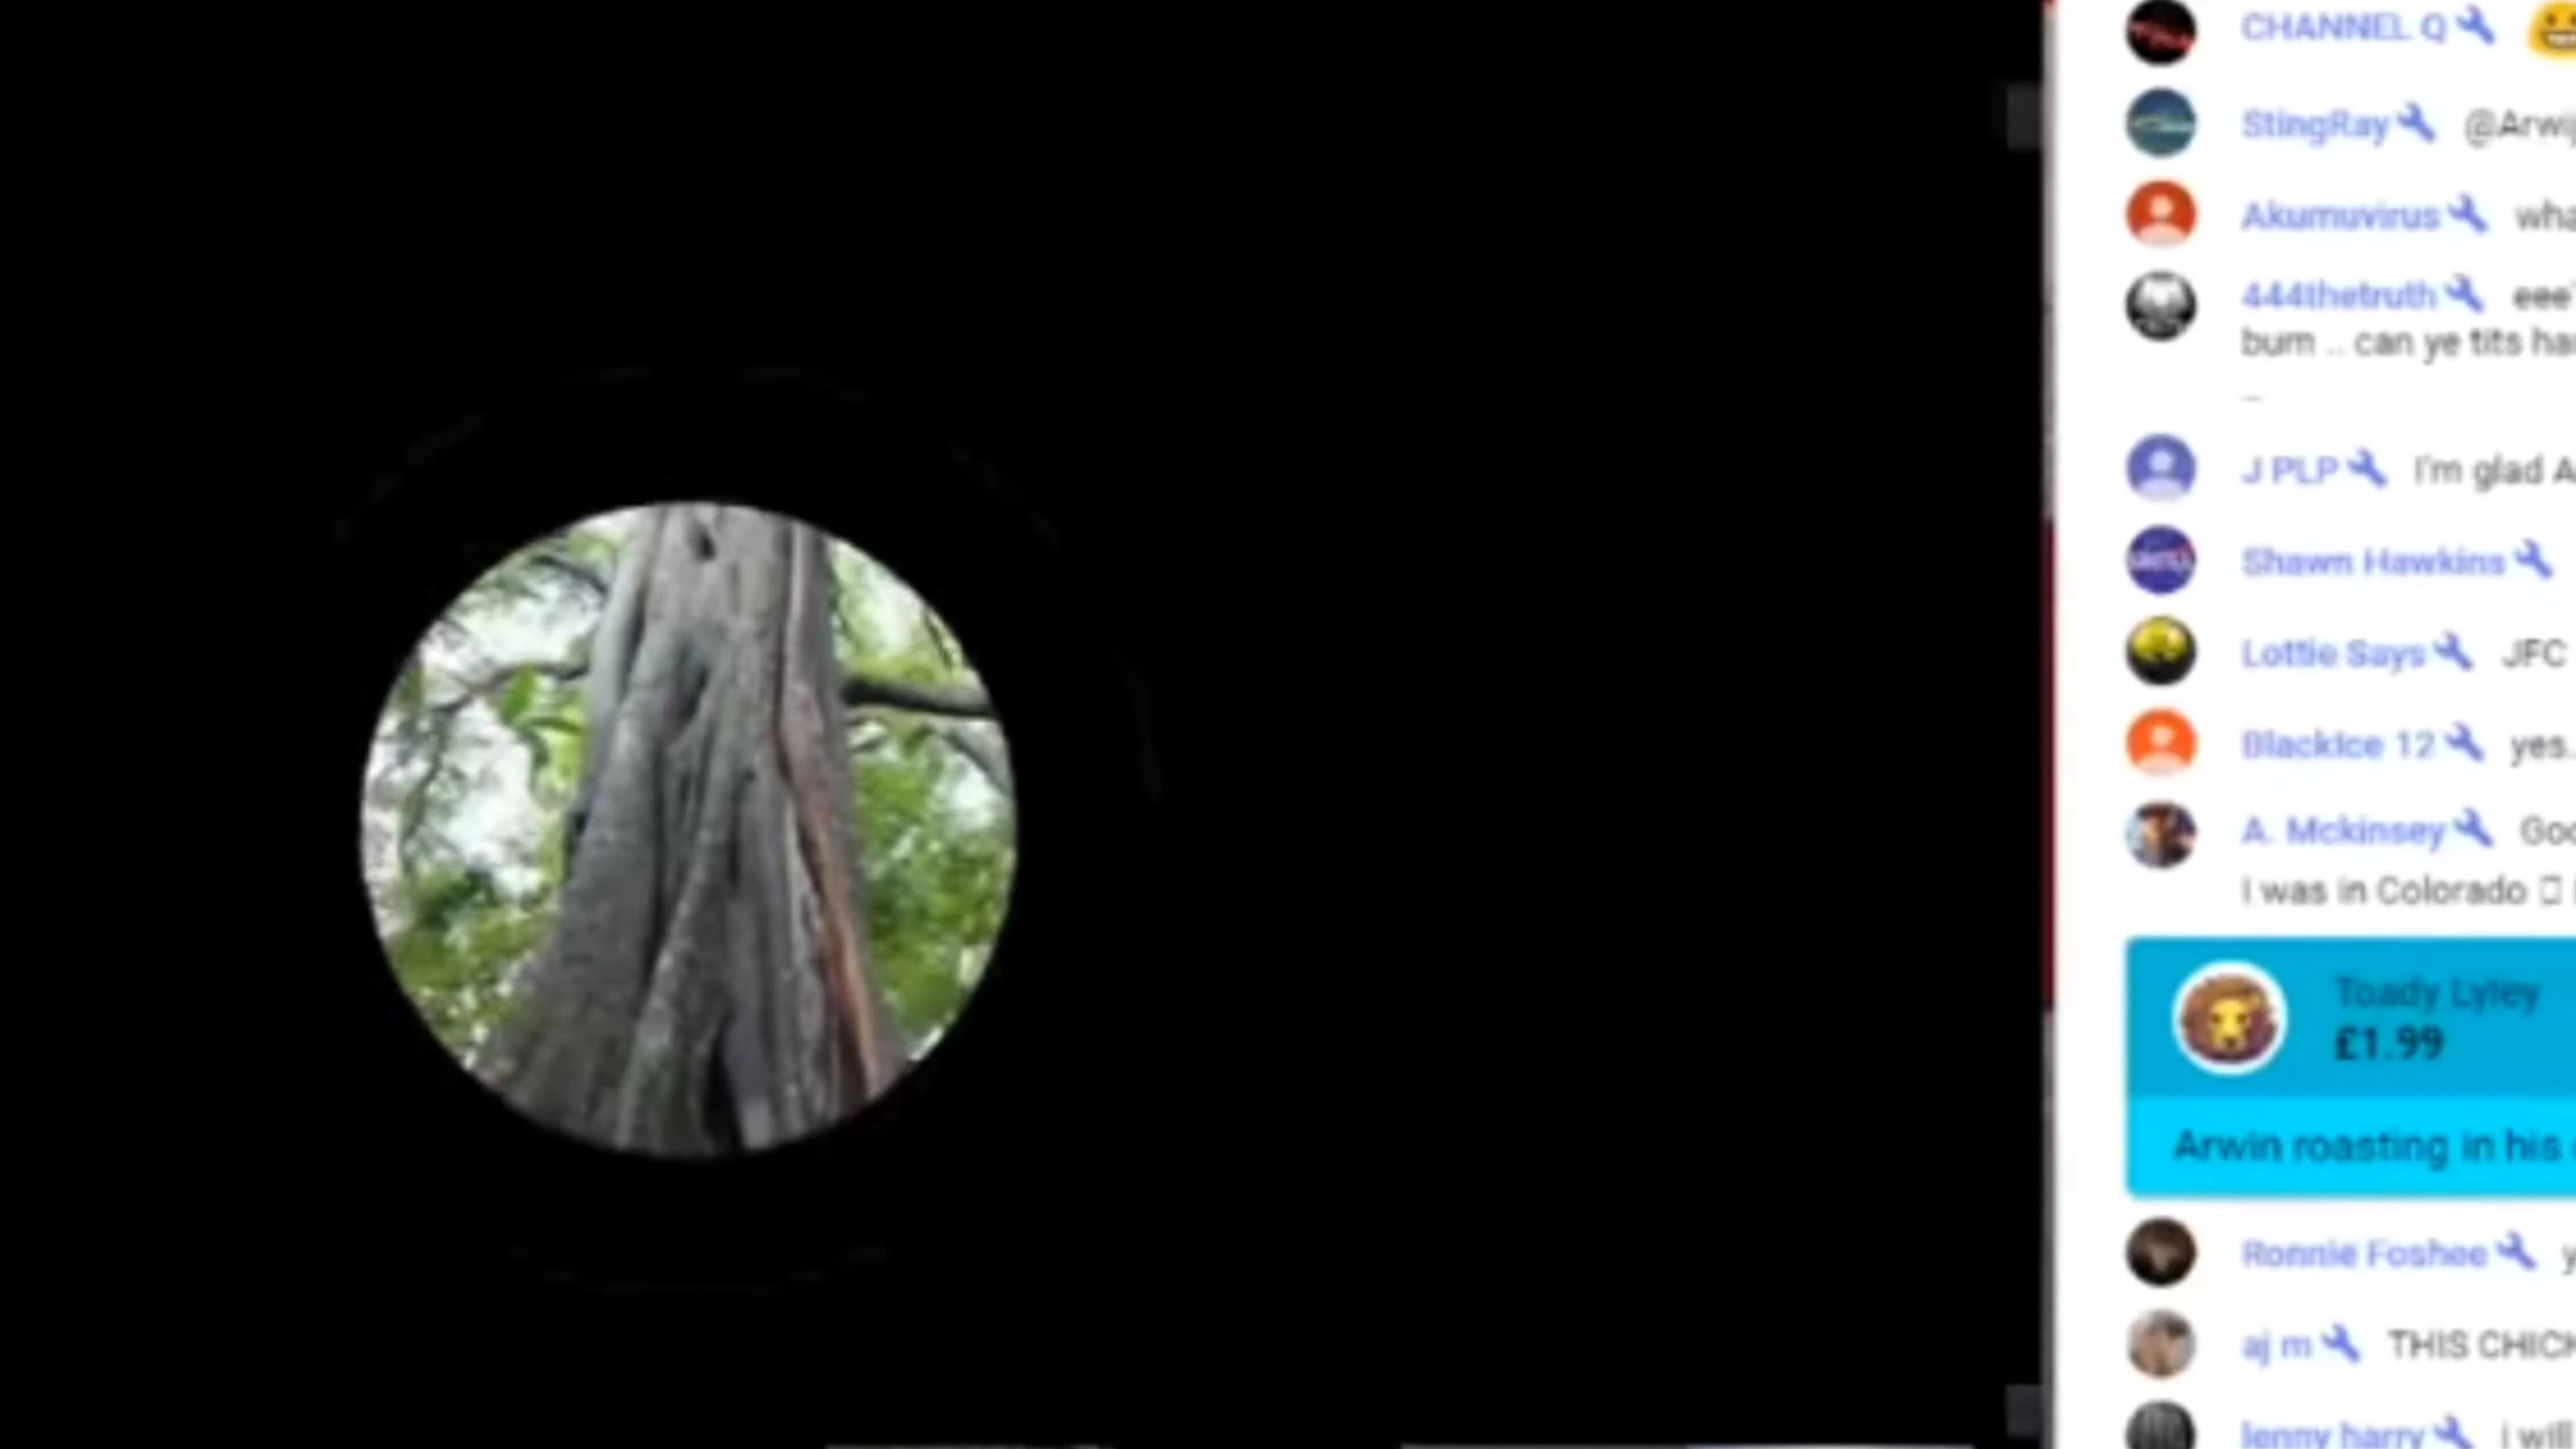 CHANNEL Q
StingRay @Arwij
Akumuvirus wha
444thetruth eee
bum .. can ye tits ha
J PLP I'm glad A
Shawn Hawkins
Lottie Says JFC
BlackIce 12 yes.
A. Mckinsey Goo
I was in Colorado
Toady Lyley
£1.99
Arwin roasting in his
Ronnie Foshee y
aj m THIS CHICK
lenny harry i will